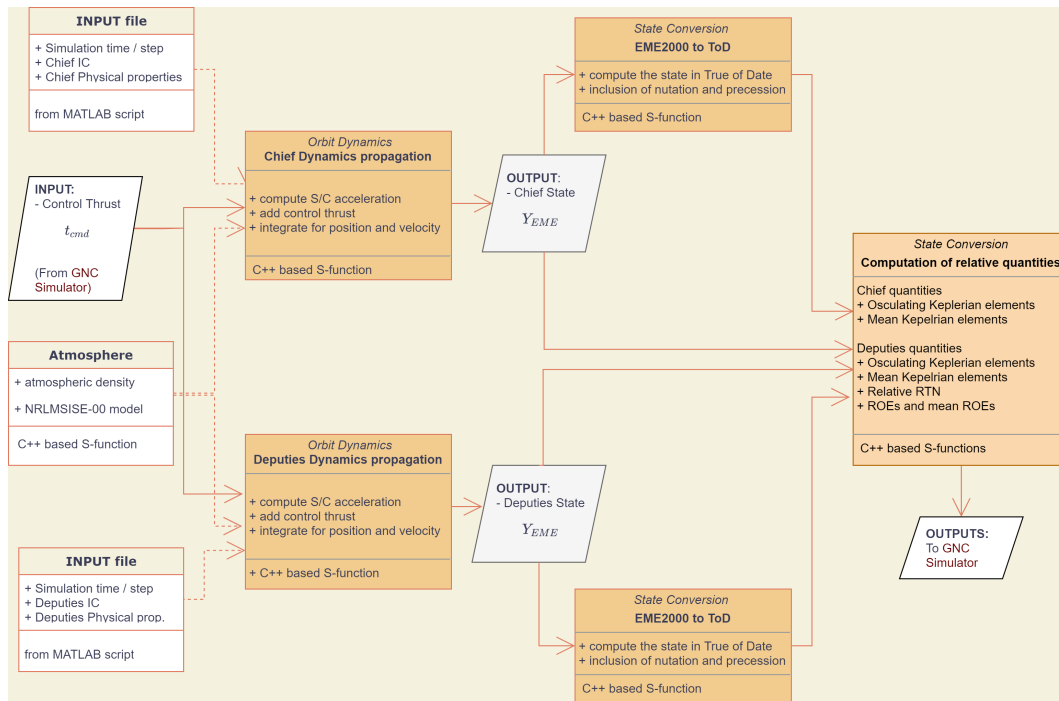 INPUT file
+ Simulation time / step
+ Chief IC
+ Chief Physical properties
from MATLAB script
INPUT:
- Control Thrust
t_{cmd}
(From GNC
Simulator)
Atmosphere
+ atmospheric density
+ NRLMSISE-00 model
C++ based S-function
INPUT file
+ Simulation time / step
+ Deputies IC
+ Deputies Physical prop.
from MATLAB script
Orbit Dynamics
Chief Dynamics propagation
+ compute S/C acceleration
+ add control thrust
+ integrate for position and velocity
C++ based S-function
Orbit Dynamics
Deputies Dynamics propagation
+ compute S/C acceleration
+ add control thrust
+ integrate for position and velocity
+ C++ based S-function
OUTPUT:
- Chief State
Y_{EME}
OUTPUT:
- Deputies State
Y_{EME}
State Conversion
EME2000 to ToD
+ compute the state in True of Date
+ inclusion of nutation and precession
C++ based S-function
State Conversion
EME2000 to ToD
+ compute the state in True of Date
+ inclusion of nutation and precession
C++ based S-function
State Conversion
Computation of relative quantities
Chief quantities
+ Osculating Keplerian elements
+ Mean Kepelrian elements
Deputies quantities
+ Osculating Keplerian elements
+ Mean Kepelrian elements
+ Relative RTN
+ ROEs and mean ROEs
C++ based S-functions
OUTPUTS:
To GNC
Simulator